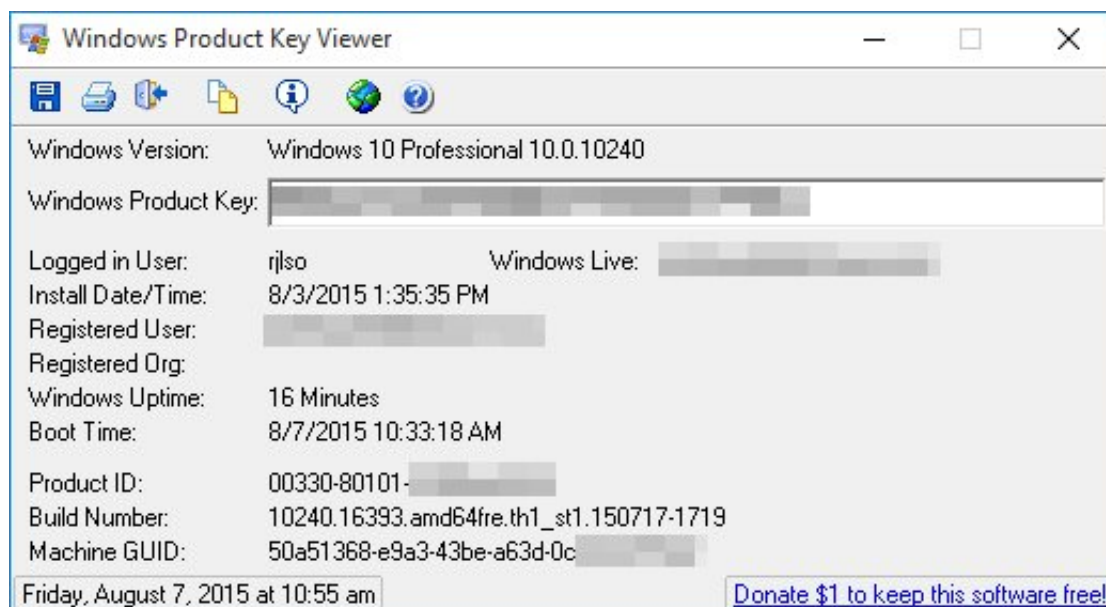 Windows Product Key Viewer
Windows Version: Windows 10 Professional 10.0.10240
Windows Product Key:
Logged in User: rjlso Windows Live:
Install Date/Time: 8/3/2015 1:35:35 PM
Registered User:
Registered Org:
Windows Uptime: 16 Minutes
Boot Time: 8/7/2015 10:33:18 AM
Product ID: 00330-80101-
Build Number: 10240.16393.amd64fre.th1_st1.150717-1719
Machine GUID: 50a51368-e9a3-43be-a63d-0c
Friday, August 7, 2015 at 10:55 am Donate $1 to keep this software free!